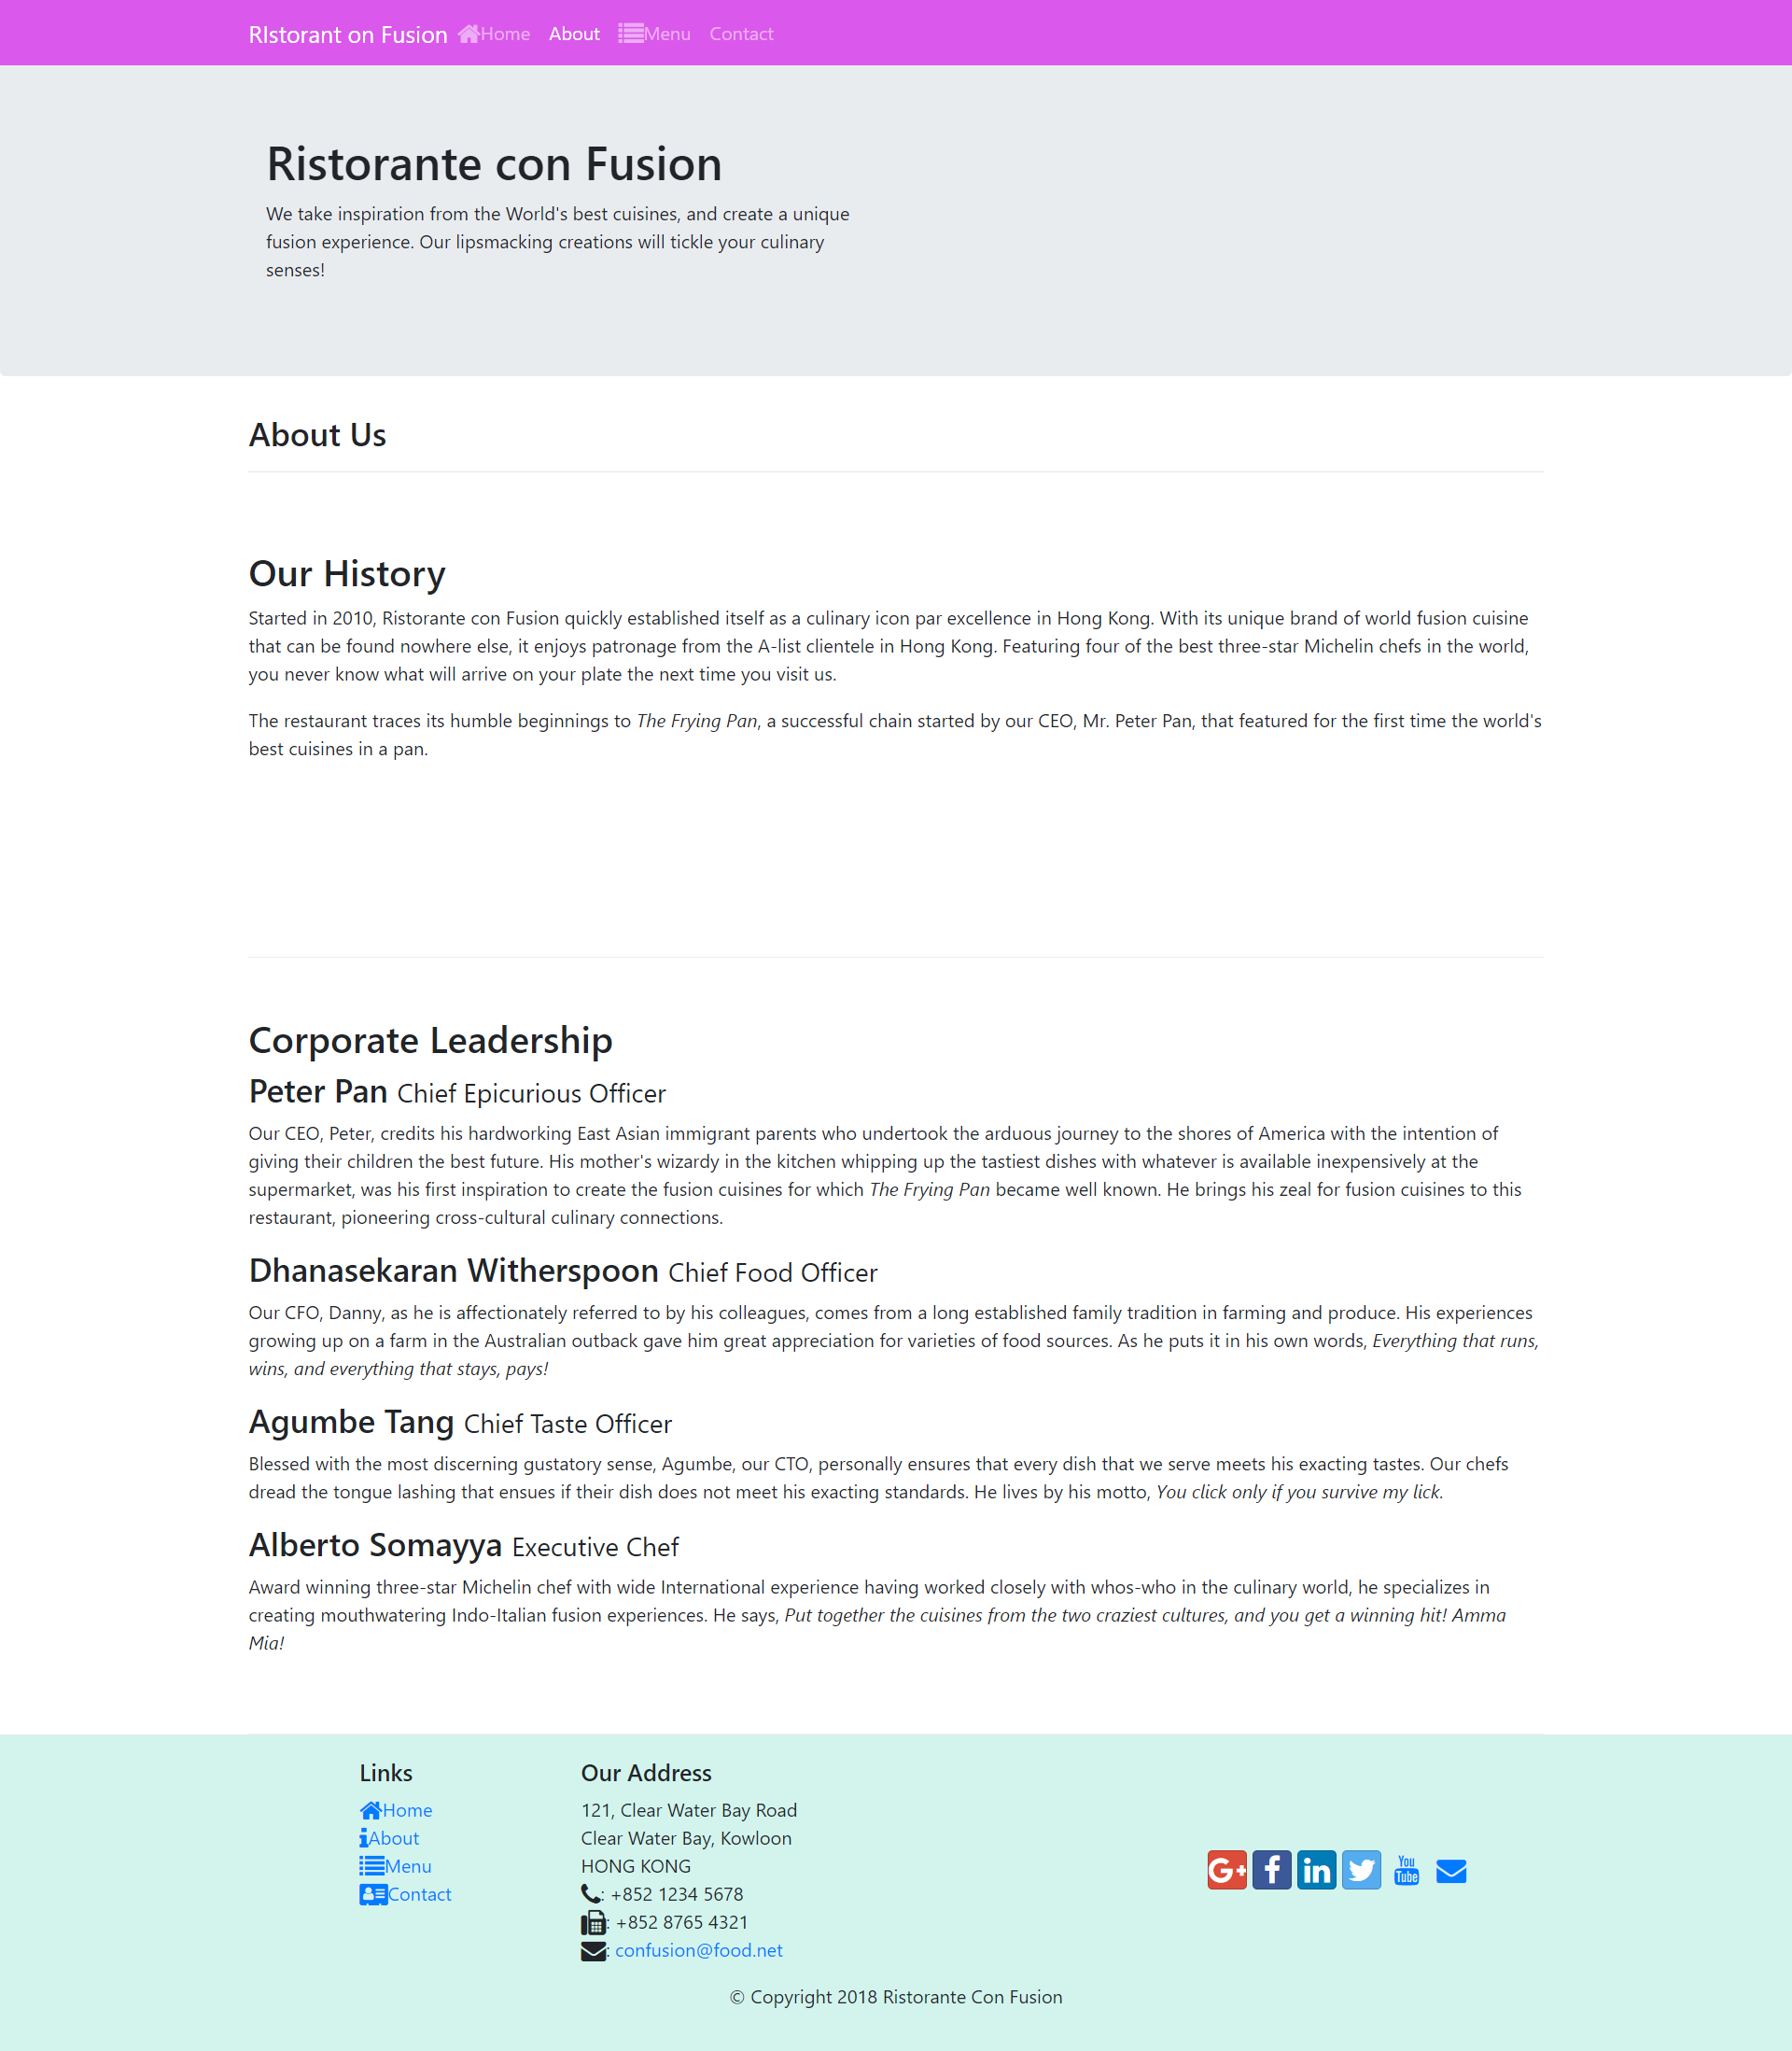 RIstorant on Fusion Home About Menu Contact
Ristorante con Fusion
We take inspiration from the World's best cuisines, and create a unique
fusion experience. Our lipsmacking creations will tickle your culinary
senses!
About Us
Our History
Started in 2010, Ristorante con Fusion quickly established itself as a culinary icon par excellence in Hong Kong. With its unique brand of world fusion cuisine
that can be found nowhere else, it enjoys patronage from the A-list clientele in Hong Kong. Featuring four of the best three-star Michelin chefs in the world,
you never know what will arrive on your plate the next time you visit us.
The restaurant traces its humble beginnings to The Frying Pan, a successful chain started by our CEO, Mr. Peter Pan, that featured for the first time the world's
best cuisines in a pan.
Corporate Leadership
Peter Pan Chief Epicurious Officer
Our CEO, Peter, credits his hardworking East Asian immigrant parents who undertook the arduous journey to the shores of America with the intention of
giving their children the best future. His mother's wizardy in the kitchen whipping up the tastiest dishes with whatever is available inexpensively at the
supermarket, was his first inspiration to create the fusion cuisines for which The Frying Pan became well known. He brings his zeal for fusion cuisines to this
restaurant, pioneering cross-cultural culinary connections.
Dhanasekaran Witherspoon Chief Food Officer
Our CFO, Danny, as he is affectionately referred to by his colleagues, comes from a long established family tradition in farming and produce. His experiences
growing up on a farm in the Australian outback gave him great appreciation for varieties of food sources. As he puts it in his own words, Everything that runs,
wins, and everything that stays, pays!
Agumbe Tang Chief Taste Officer
Blessed with the most discerning gustatory sense, Agumbe, our CTO, personally ensures that every dish that we serve meets his exacting tastes. Our chefs
dread the tongue lashing that ensues if their dish does not meet his exacting standards. He lives by his motto, You click only if you survive my lick.
Alberto Somayya Executive Chef
Award winning three-star Michelin chef with wide International experience having worked closely with whos-who in the culinary world, he specializes in
creating mouthwatering Indo-Italian fusion experiences. He says, Put together the cuisines from the two craziest cultures, and you get a winning hit! Amma
Mia!
Links
Home
About
Menu
Contact
Our Address
121, Clear Water Bay Road
Clear Water Bay, Kowloon
HONG KONG
: +852 1234 5678
: +852 8765 4321
: confusion@food.net
G+ f in You Tube
© Copyright 2018 Ristorante Con Fusion